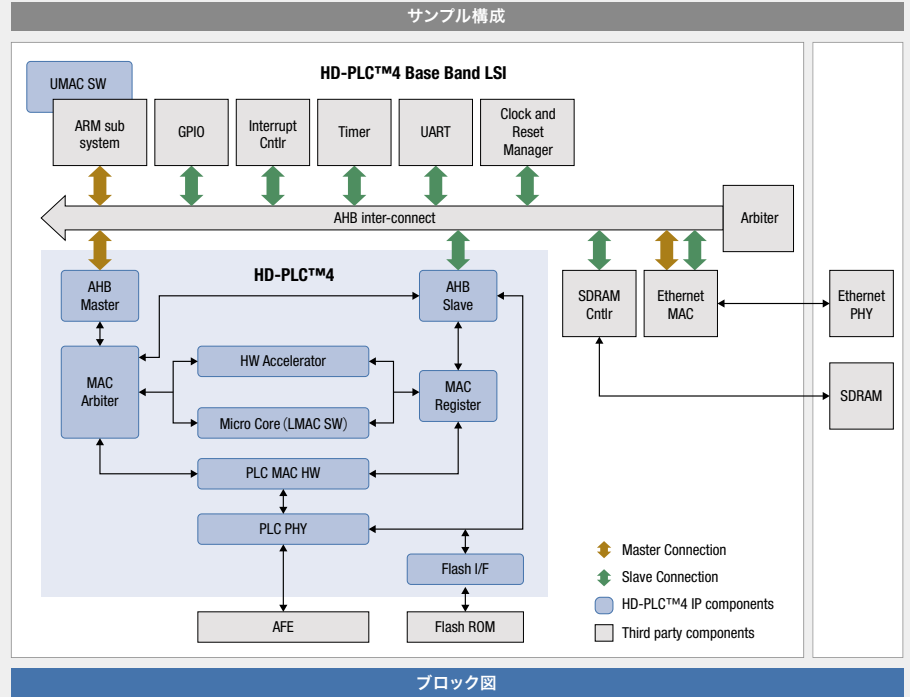 サンプル構成
HD-PLC™4 Base Band LSI
UMAC SW
ARM sub
system
GPIO
Interrupt
Cntlr
Timer
UART
Clock and
Reset
Manager
AHB inter-connect
Arbiter
HD-PLC™4
AHB
Master
AHB
Slave
SDRAM
Cntlr
Ethernet
MAC
Ethernet
PHY
HW Accelerator
MAC
Arbiter
MAC
Register
SDRAM
Micro Core (LMAC SW)
PLC MAC HW
PLC PHY
Flash I/F
AFE
Flash ROM
Master Connection
Slave Connection
HD-PLC™4 IP components
Third party components
ブロック図